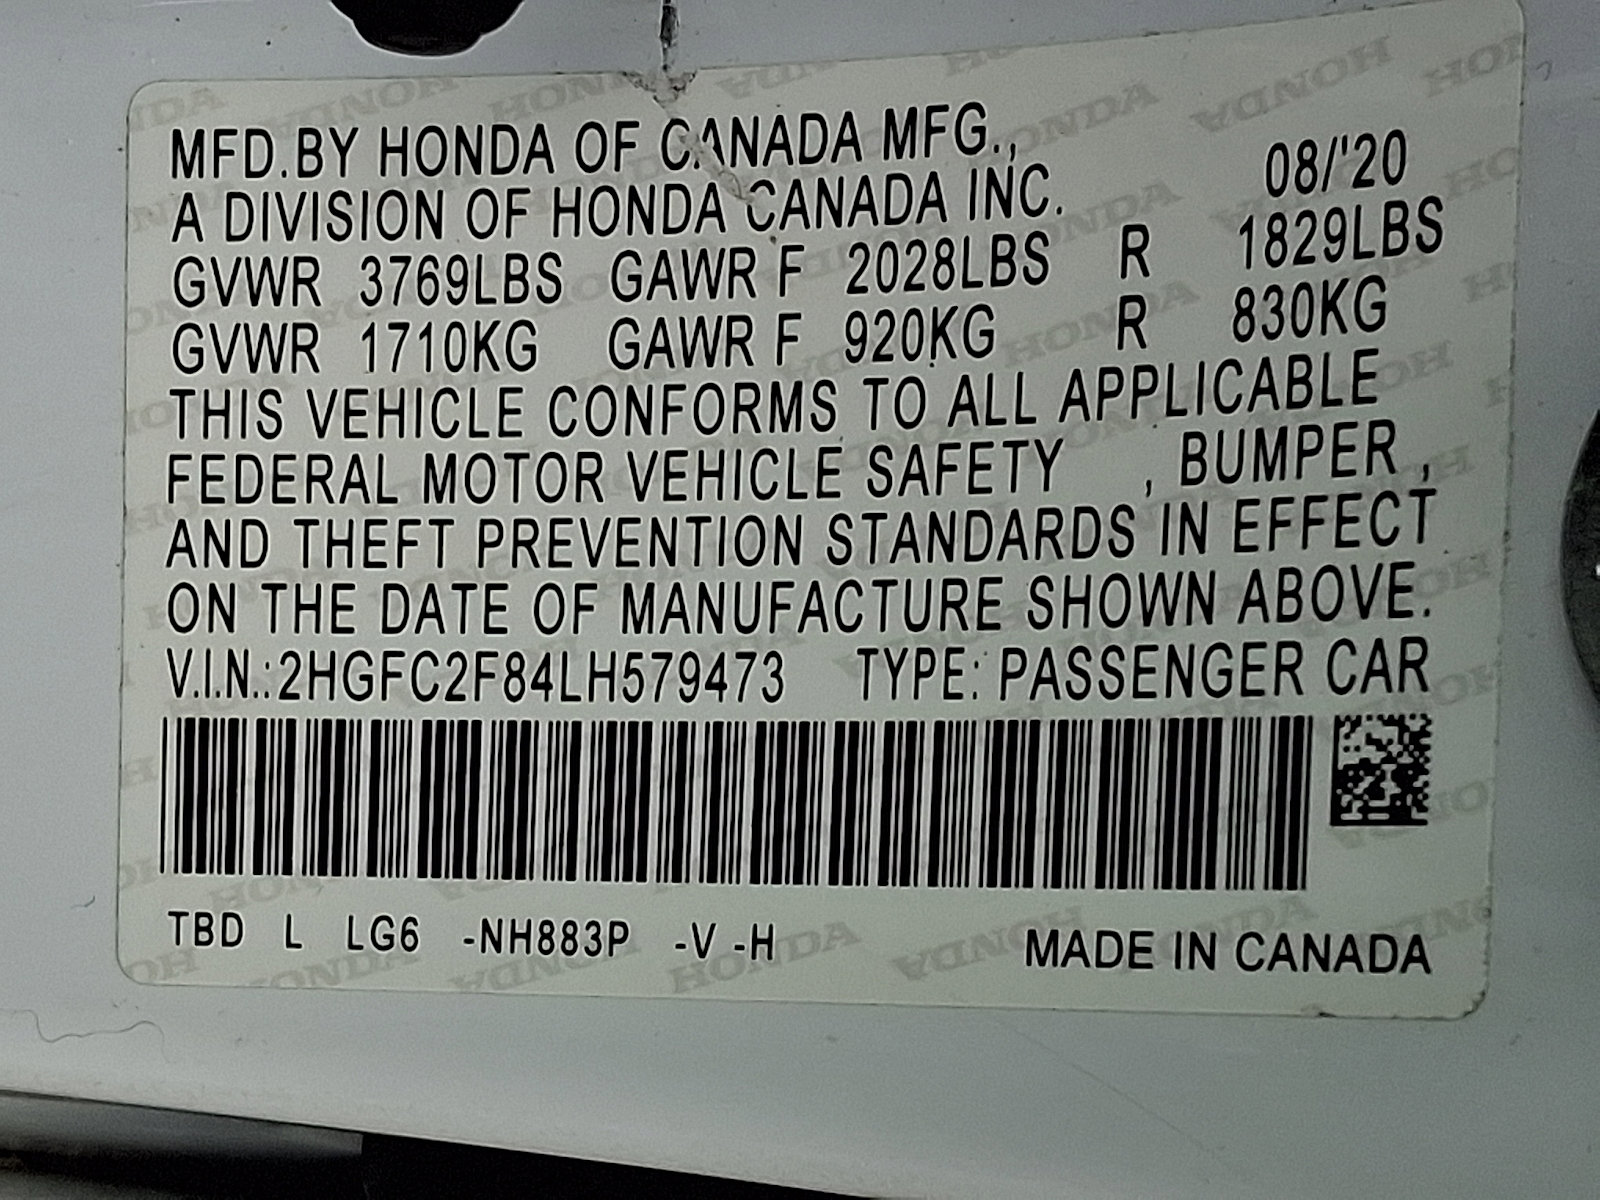 MFD.BY HONDA OF CANADA MFG.,
A DIVISION OF HONDA CANADA INC. 08/'20
GVWR 3769LBS GAWR F 2028LBS R 1829LBS
GVWR 1710KG GAWR F 920KG R 830KG
THIS VEHICLE CONFORMS TO ALL APPLICABLE
FEDERAL MOTOR VEHICLE SAFETY , BUMPER ,
AND THEFT PREVENTION STANDARDS IN EFFECT
ON THE DATE OF MANUFACTURE SHOWN ABOVE.
V.I.N.:2HGFC2F84LH579473 TYPE: PASSENGER CAR
TBD L LG6 -NH883P -V -H MADE IN CANADA